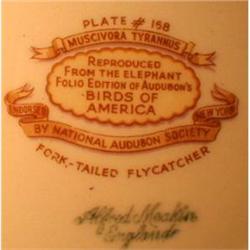 PLATE # 158
MUSCIVORA TYRANNUS
REPRODUCED
FROM THE ELEPHANT
FOLIO EDITION OF AUDUBON'S
BIRDS OF
AMERICA
ENDORSED
NEW YORK
BY NATIONAL AUDUBON SOCIETY
FORK-TAILED FLYCATCHER
Alfred Meakin
England